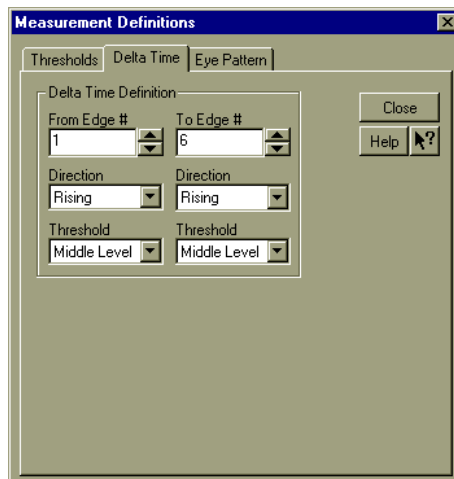 Measurement Definitions
Thresholds Delta Time Eye Pattern
Delta Time Definition
From Edge # To Edge #
1 6
Direction Direction
Rising Rising
Threshold Threshold
Middle Level Middle Level
Close
Help ?